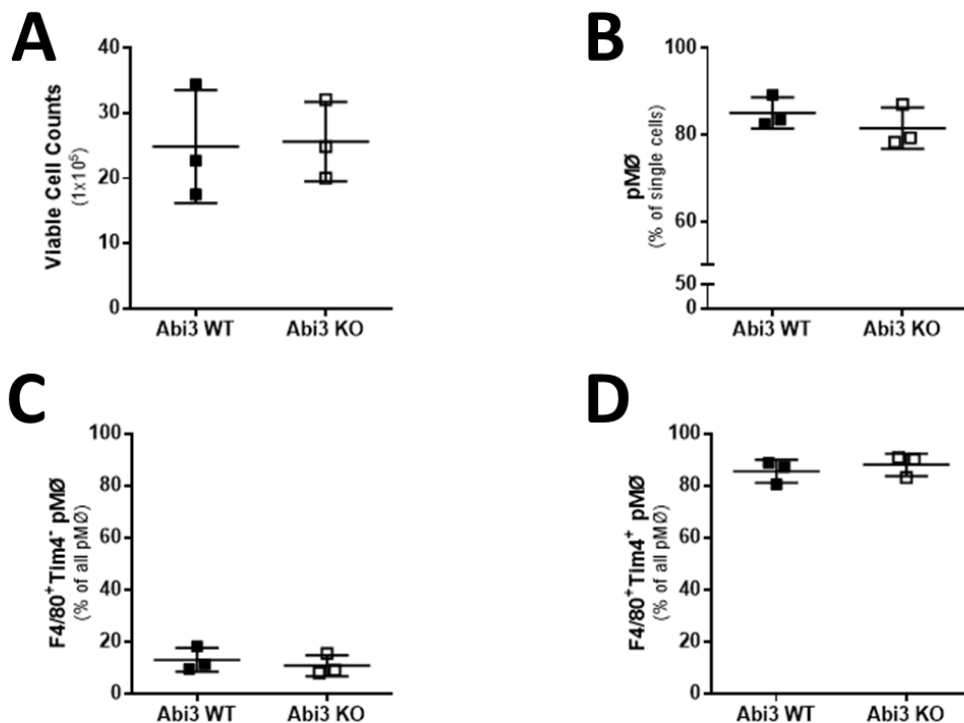 A
Viable Cell Counts
(1x10⁵)
40
30
20
10
0
Abi3 WT
Abi3 KO
B
pMØ
(% of single cells)
100
80
60
50
0
Abi3 WT
Abi3 KO
C
F4/80⁺Tim4⁻ pMØ
(% of all pMØ)
100
80
60
40
20
0
Abi3 WT
Abi3 KO
D
F4/80⁺Tim4⁺ pMØ
(% of all pMØ)
100
80
60
40
20
0
Abi3 WT
Abi3 KO